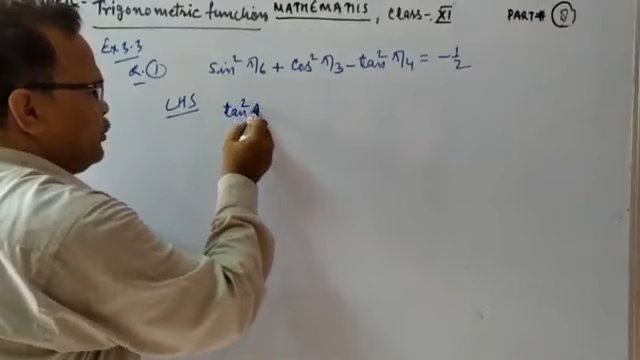 Trigonometric function MATHEMATICS, Class-XI PART# 8
Ex 3.3
Q. 1 sin² π/6 + cos² π/3 - tan² π/4 = -1/2
LHS tan²